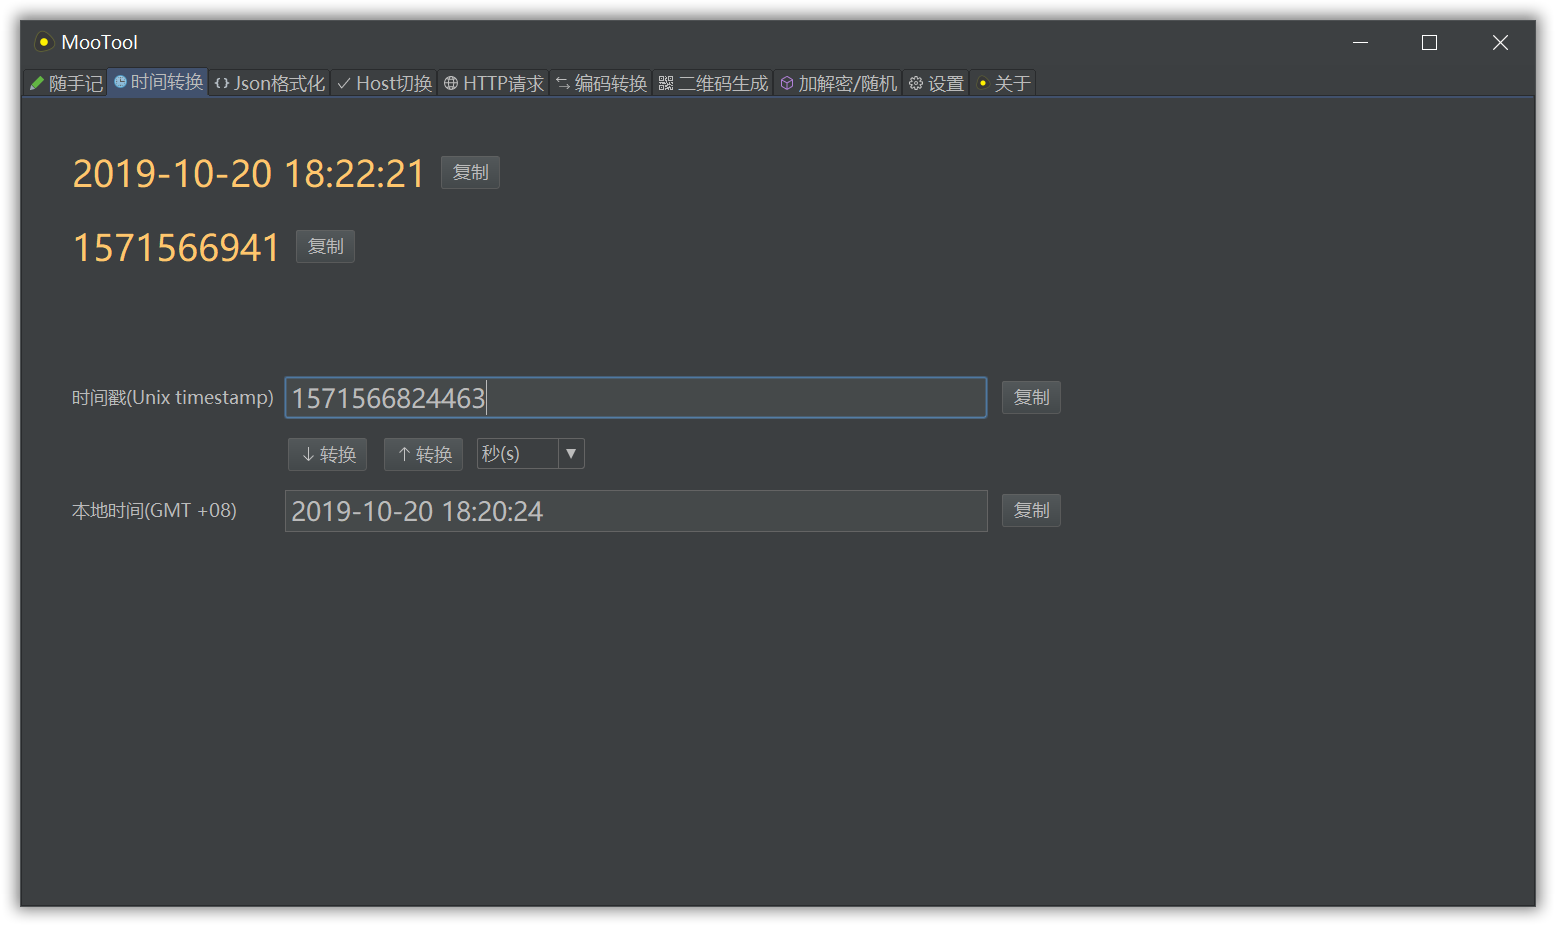 MooTool
随手记 时间转换 Json格式化 Host切换 HTTP请求 编码转换 二维码生成 加解密/随机 设置 关于
2019-10-20 18:22:21 复制
1571566941 复制
时间戳(Unix timestamp) 1571566824463 复制
↓转换 ↑转换 秒(s)
本地时间(GMT +08) 2019-10-20 18:20:24 复制